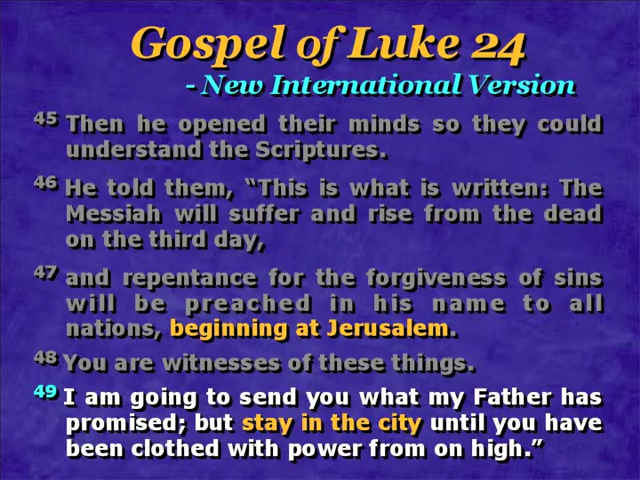 Gospel of Luke 24
- New International Version
45 Then he opened their minds so they could
understand the Scriptures.
46 He told them, “This is what is written: The
Messiah will suffer and rise from the dead
on the third day,
47 and repentance for the forgiveness of sins
will be preached in his name to all
nations, beginning at Jerusalem.
48 You are witnesses of these things.
49 I am going to send you what my Father has
promised; but stay in the city until you have
been clothed with power from on high.”